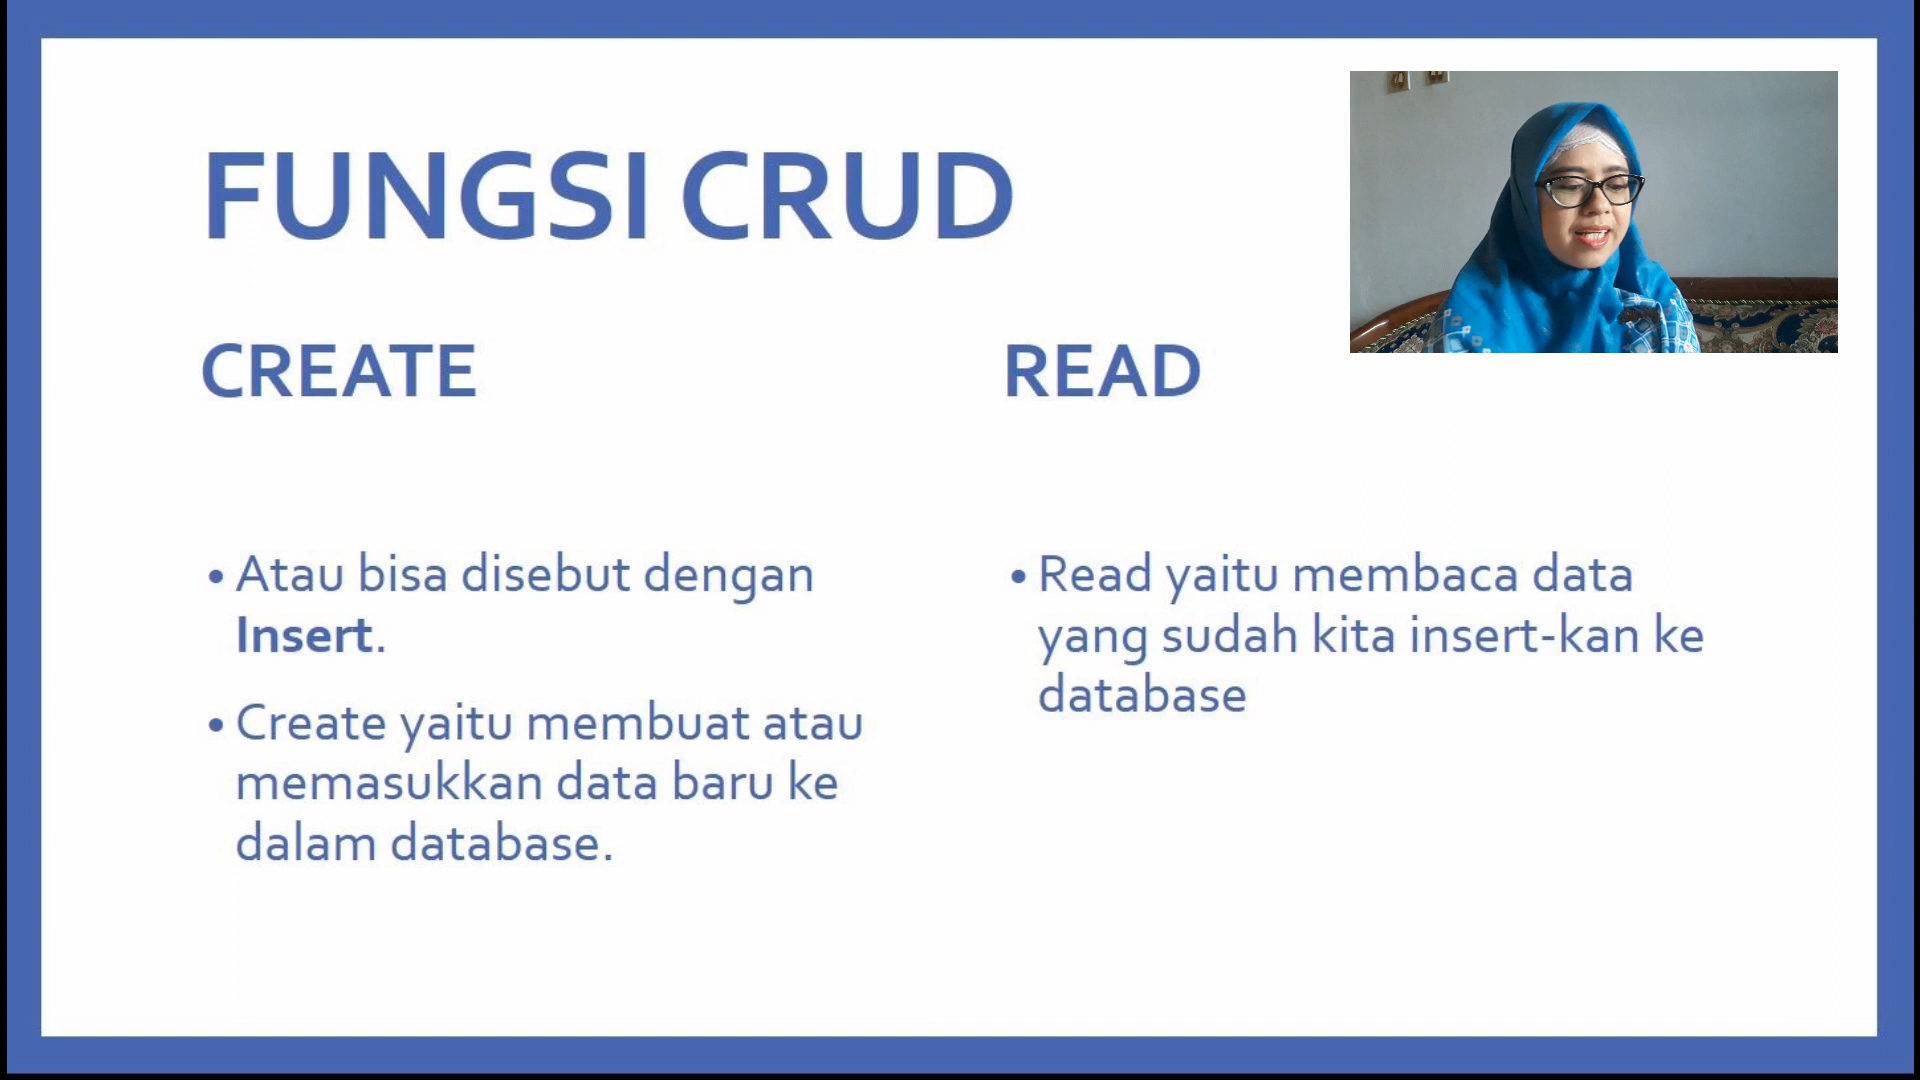 FUNGSI CRUD
CREATE
• Atau bisa disebut dengan
Insert.
• Create yaitu membuat atau
memasukkan data baru ke
dalam database.
READ
• Read yaitu membaca data
yang sudah kita insert-kan ke
database